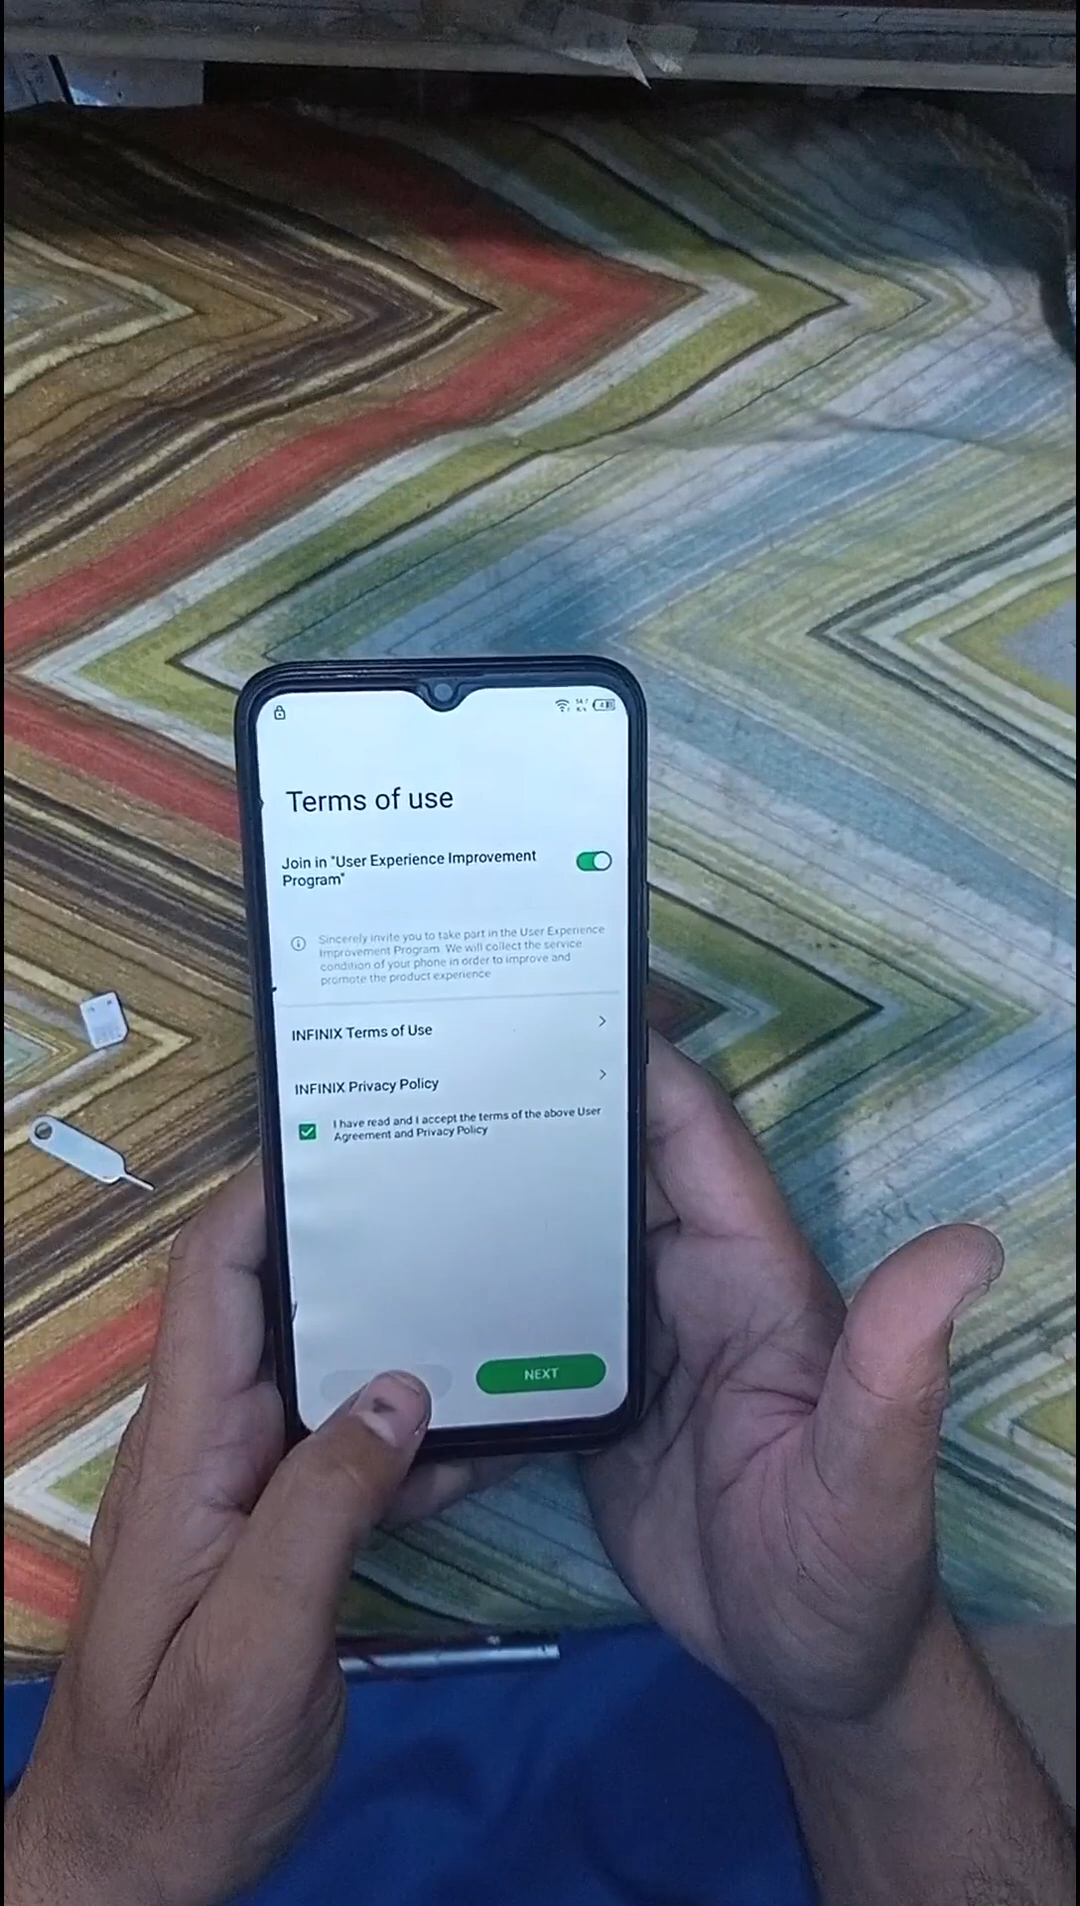 Terms of use
Join in "User Experience Improvement
Program"
Sincerely invite you to take part in the User Experience
Improvement Program. We will collect the service
condition of your phone in order to improve and
promote the product experience
INFINIX Terms of Use
INFINIX Privacy Policy
I have read and I accept the terms of the above User
Agreement and Privacy Policy
NEXT